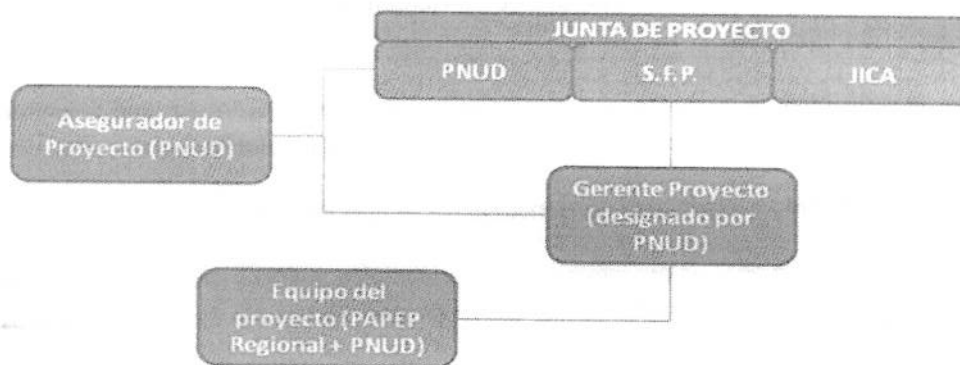 JUNTA DE PROYECTO
PNUD
S.F.P.
JICA
Asegurador de
Proyecto (PNUD)
Gerente Proyecto
(designado por
PNUD)
Equipo del
proyecto (PAPEP
Regional + PNUD)